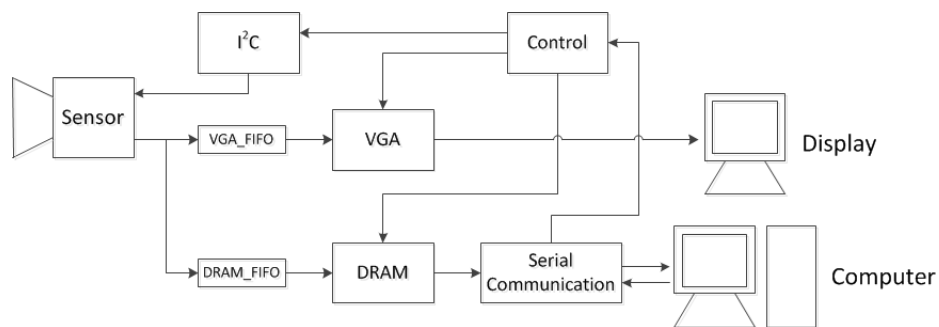 I²C
Control
Sensor
VGA_FIFO
VGA
Display
DRAM_FIFO
DRAM
Serial
Communication
Computer